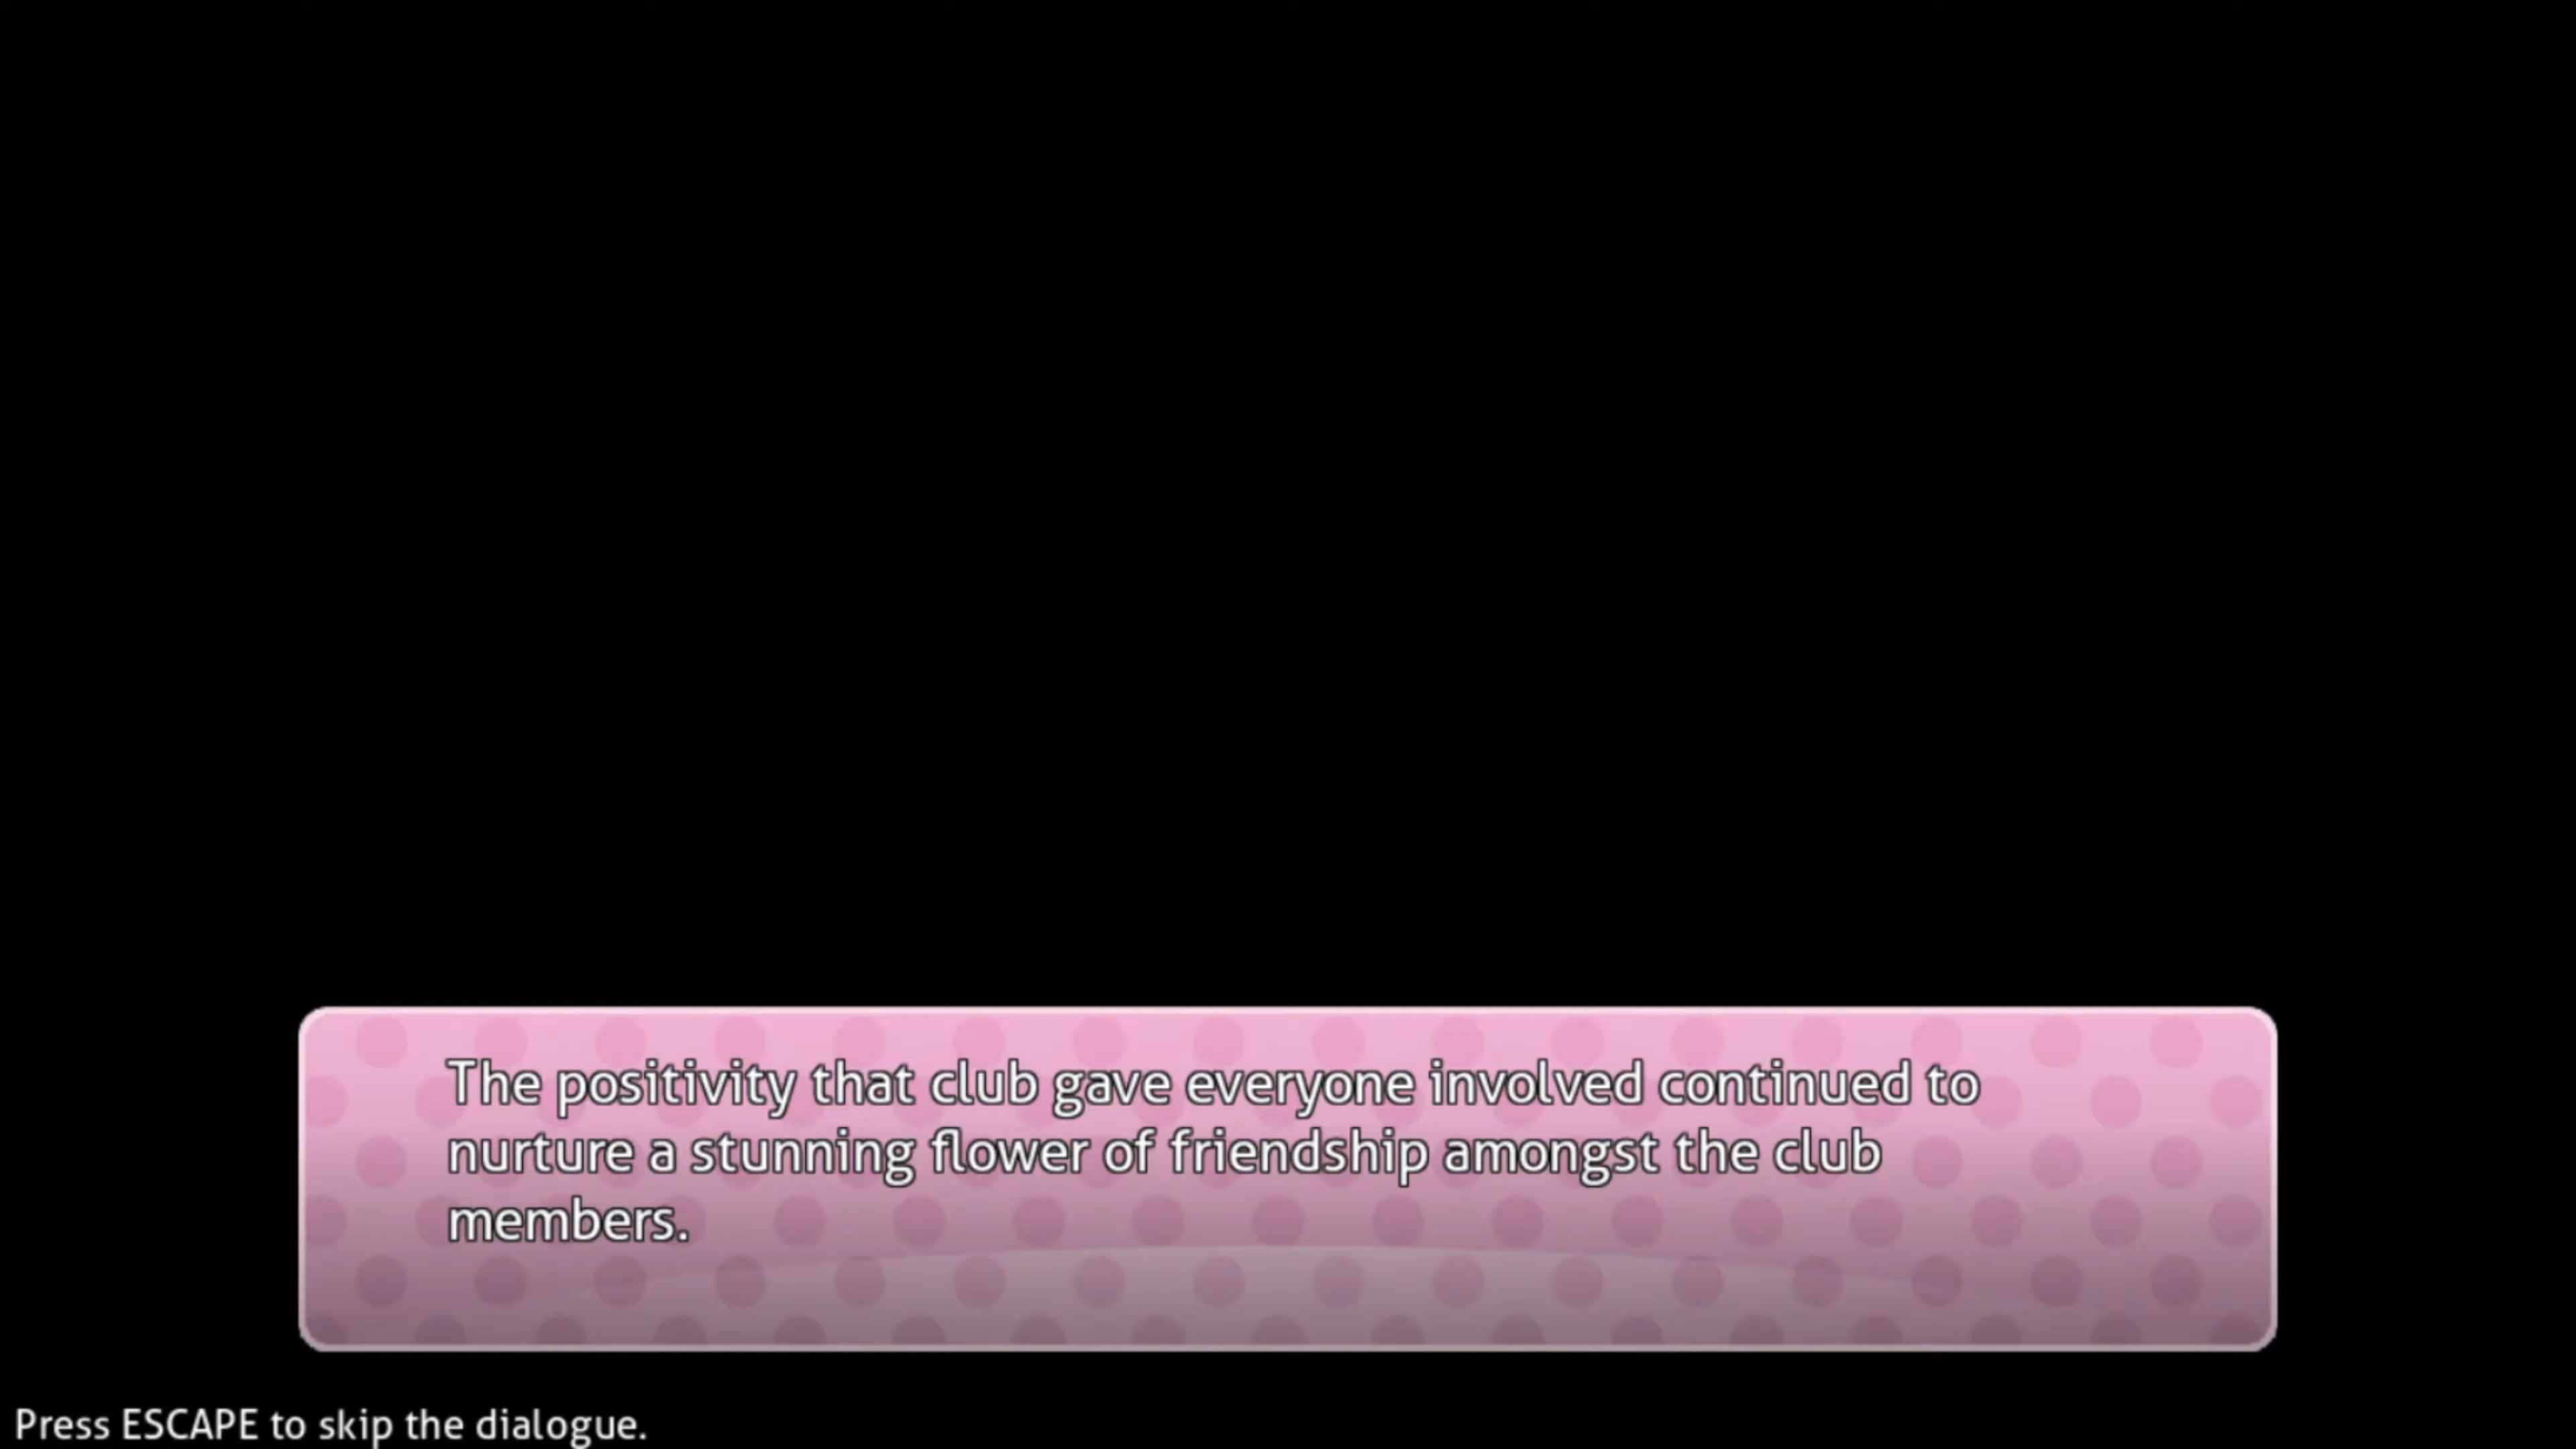 The positivity that club gave everyone involved continued to
nurture a stunning flower of friendship amongst the club
members.
Press ESCAPE to skip the dialogue.